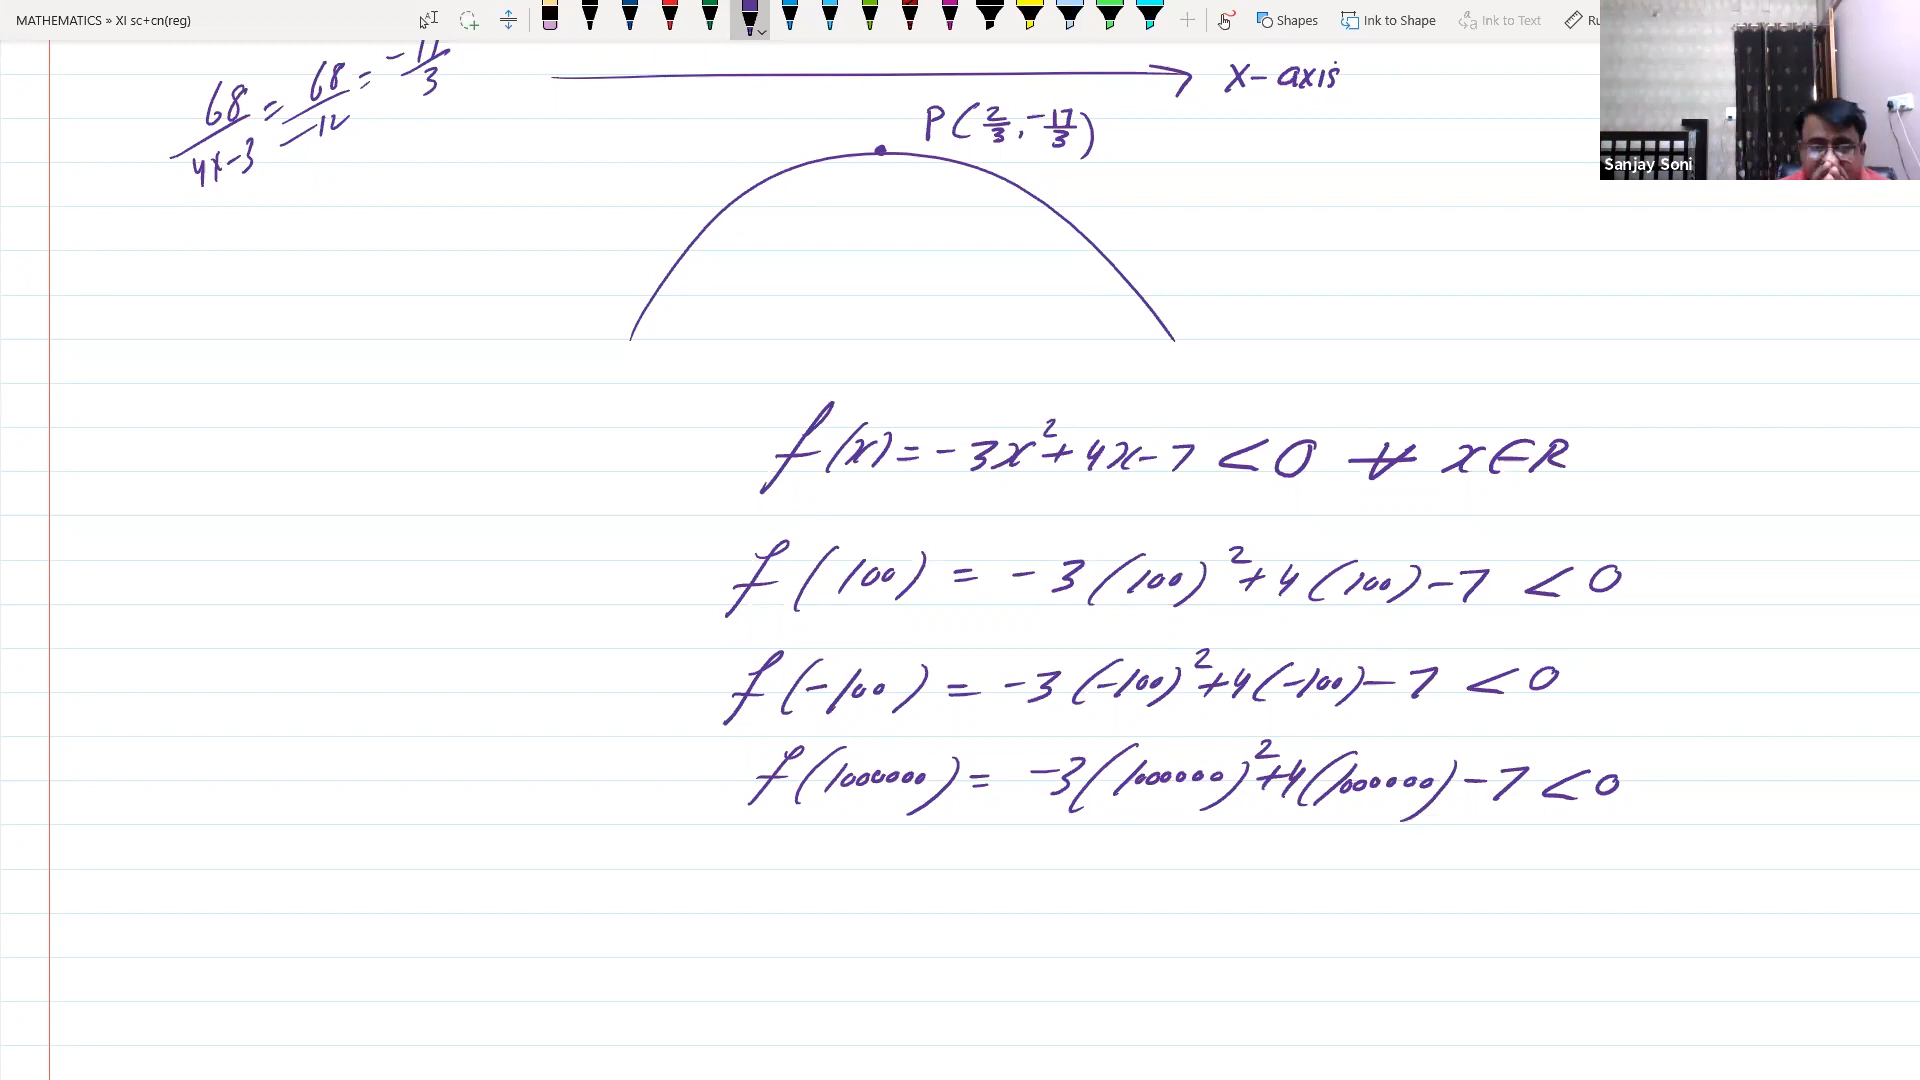 MATHEMATICS » XI sc+cn(reg)
Shapes
Ink to Shape
Ink to Text
Ru
Sanjay Soni
68/4x-3 = 68/-12 = -17/3
X-axis
P(2/3, -17/3)
f(x) = -3x²+4x-7 < 0 ∀ x∈R
f(100) = -3(100)²+4(100)-7 < 0
f(-100) = -3(-100)²+4(-100)-7 < 0
f(1000000) = -3(1000000)²+4(1000000)-7 < 0